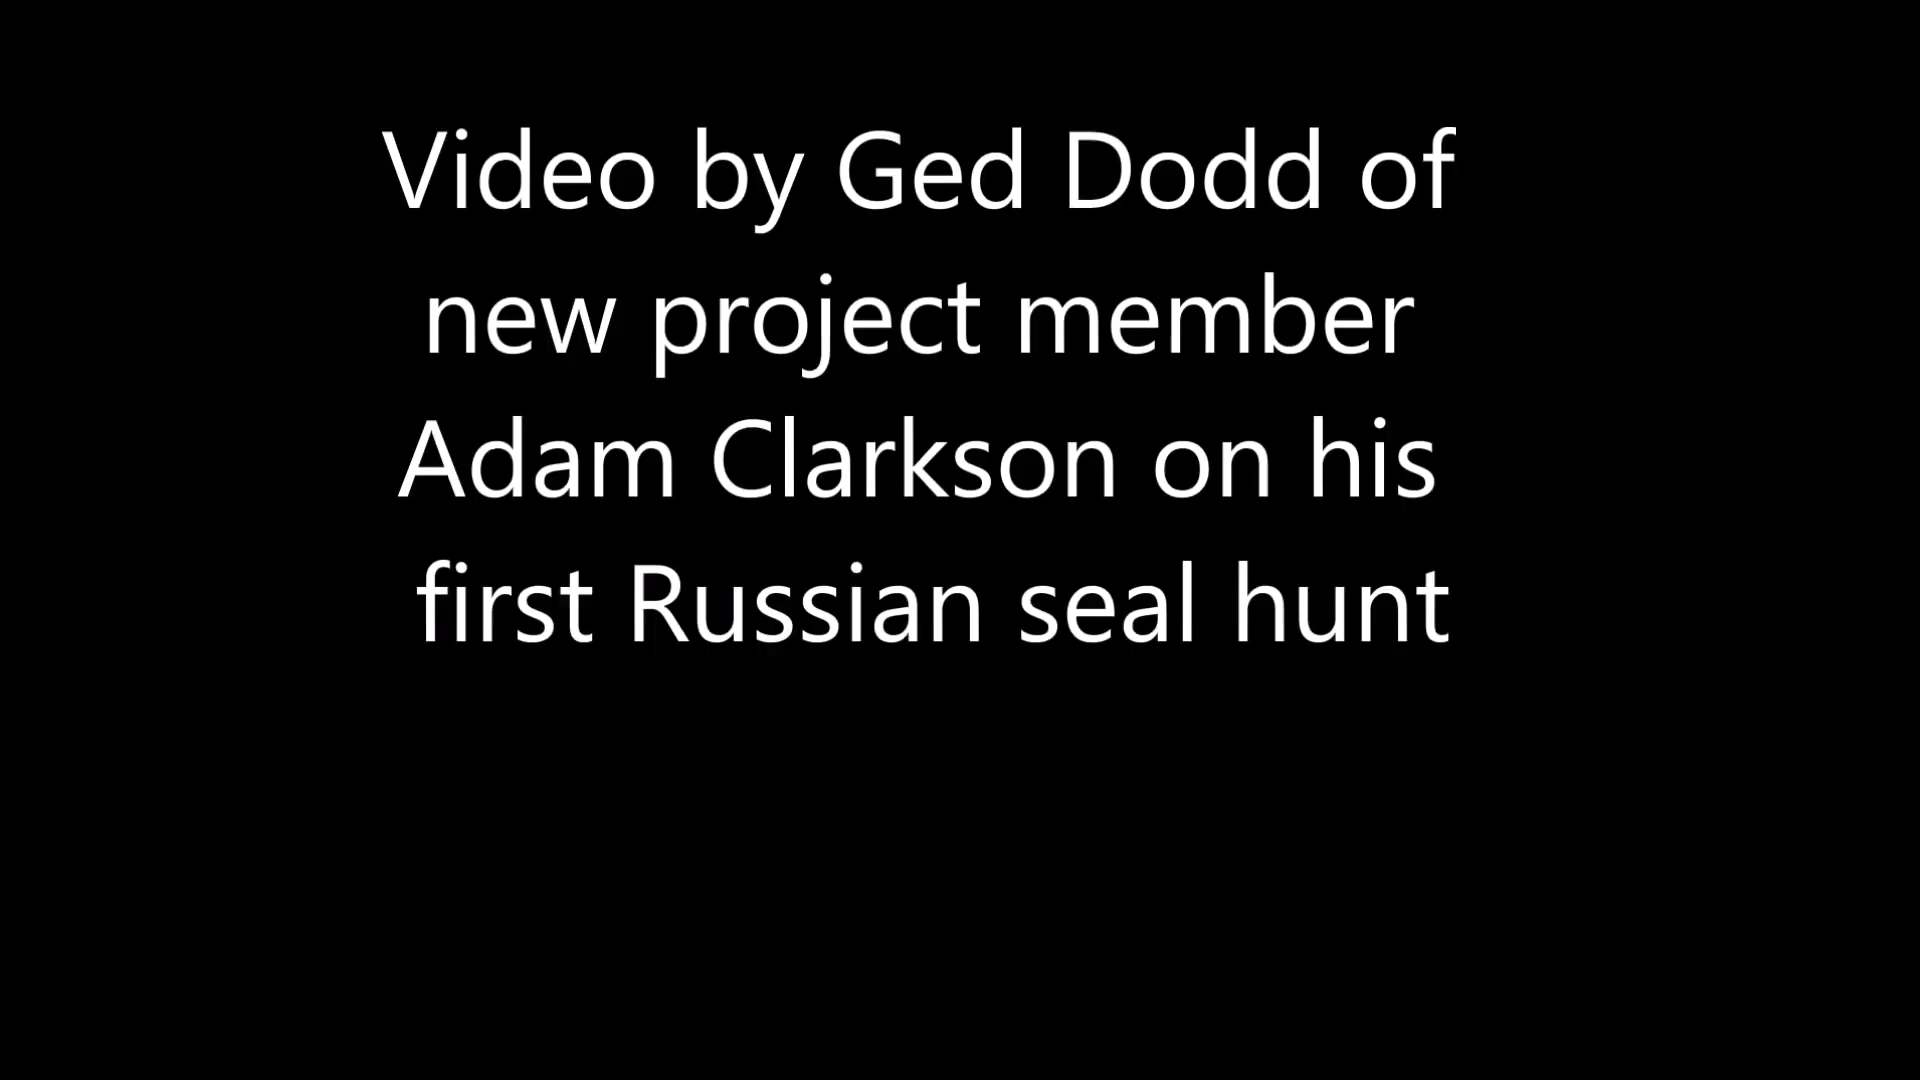 Video by Ged Dodd of
new project member
Adam Clarkson on his
first Russian seal hunt